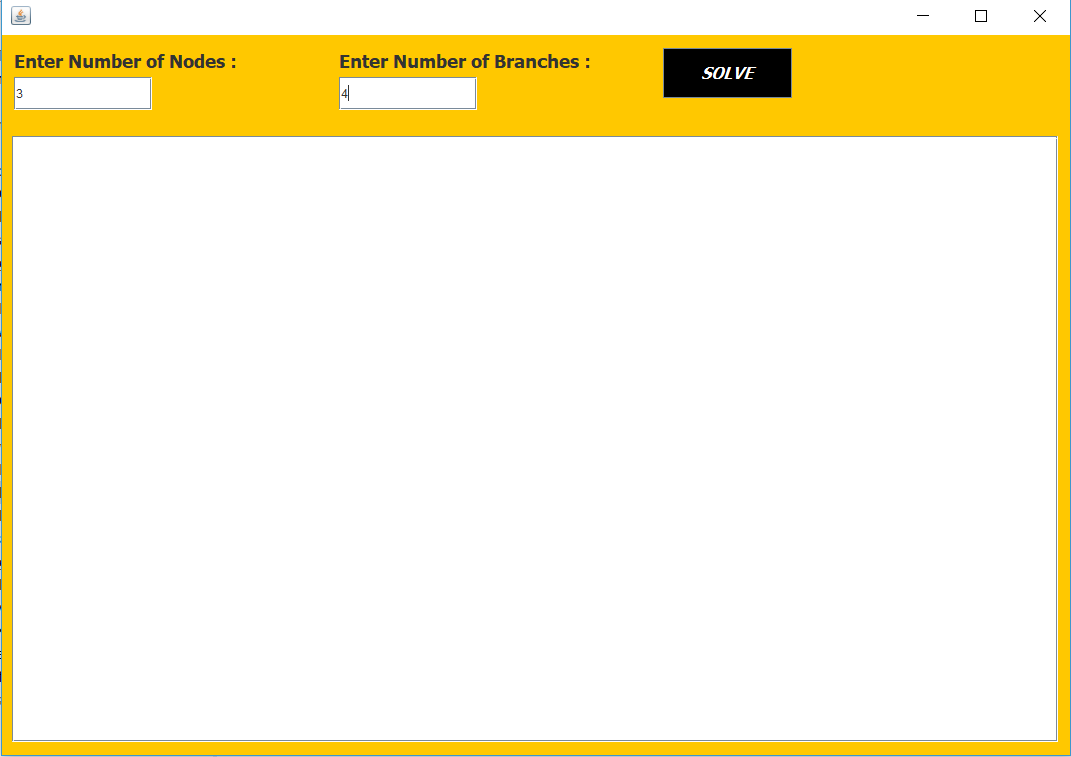 Enter Number of Nodes :
Enter Number of Branches :
SOLVE
3
4